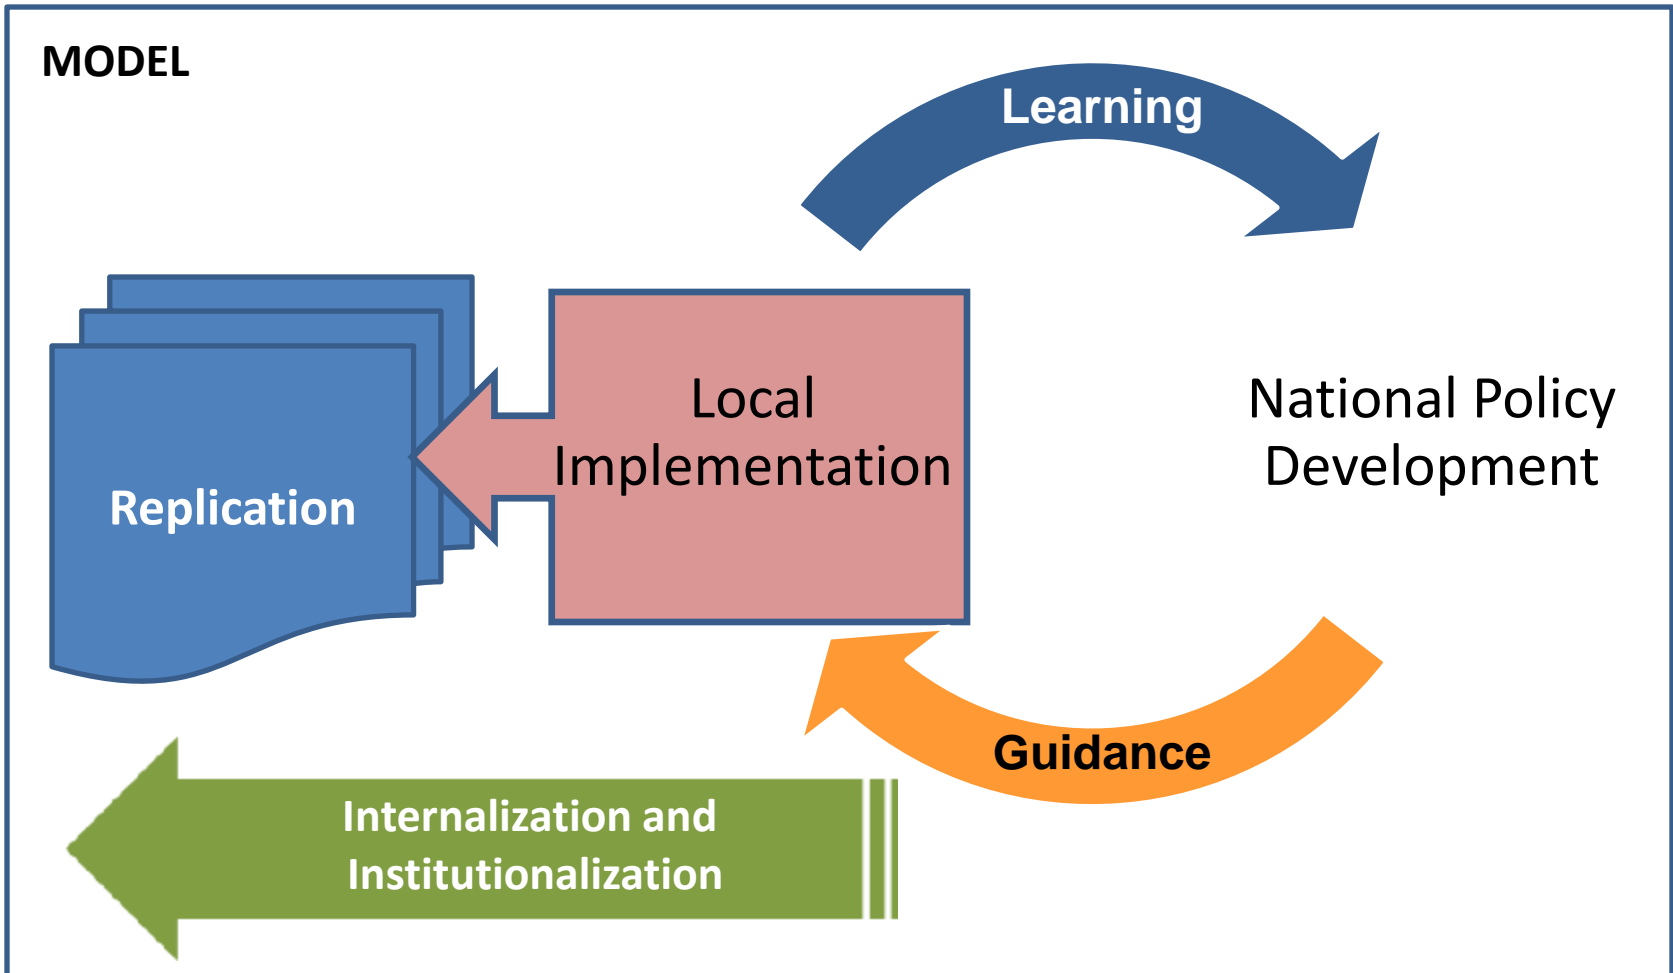 MODEL
Learning
Local
Implementation
National Policy
Development
Replication
Guidance
Internalization and
Institutionalization